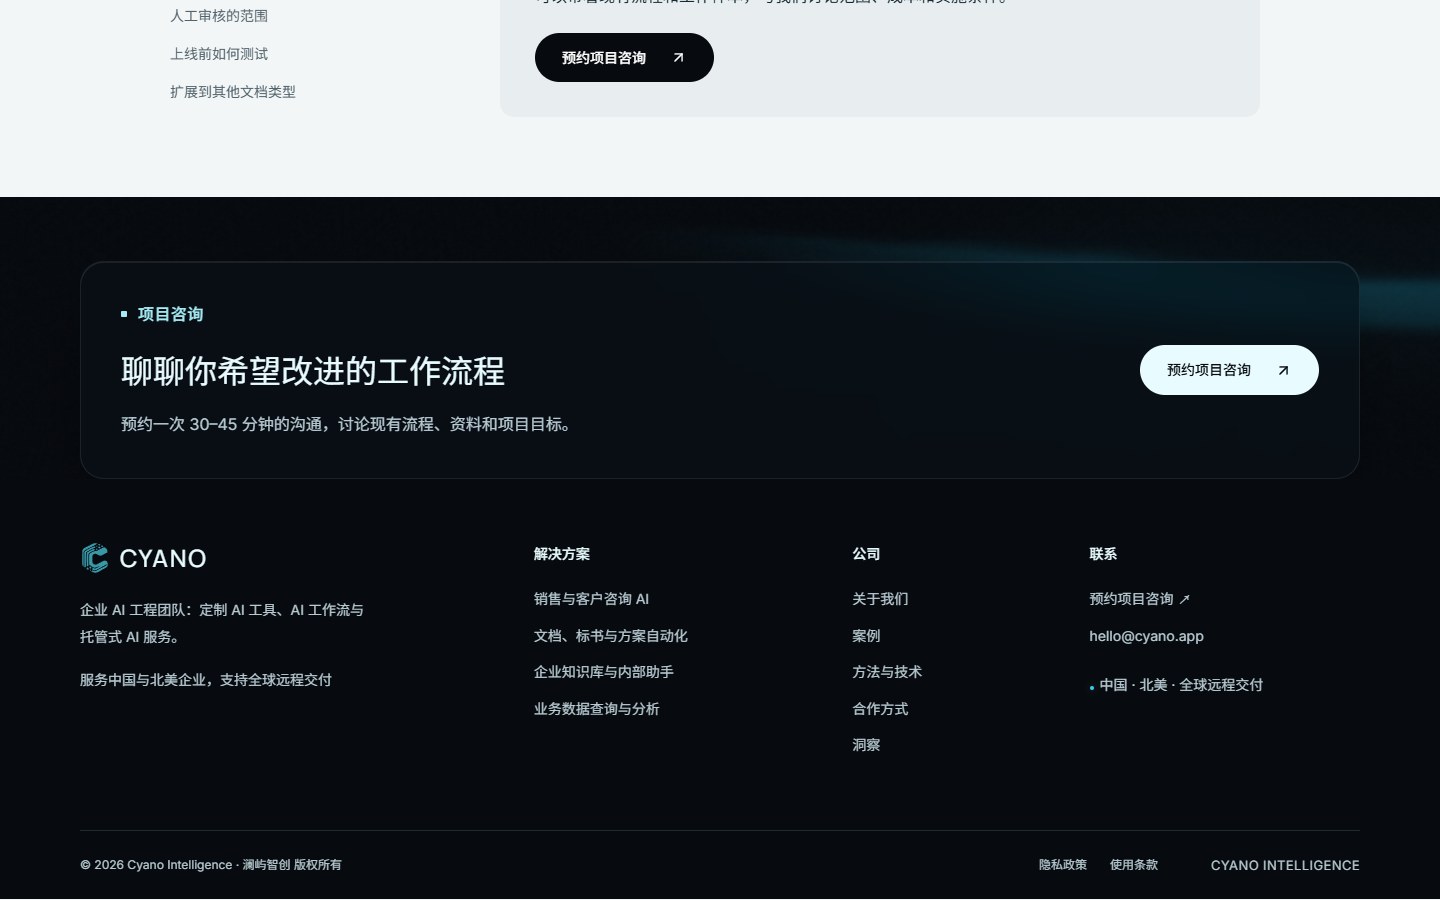 人工审核的范围
上线前如何测试
扩展到其他文档类型
预约项目咨询
项目咨询
聊聊你希望改进的工作流程
预约一次 30–45 分钟的沟通，讨论现有流程、资料和项目目标。
预约项目咨询
CYANO
企业 AI 工程团队：定制 AI 工具、AI 工作流与
托管式 AI 服务。
服务中国与北美企业，支持全球远程交付
解决方案
销售与客户咨询 AI
文档、标书与方案自动化
企业知识库与内部助手
业务数据查询与分析
公司
关于我们
案例
方法与技术
合作方式
洞察
联系
预约项目咨询 ↗
hello@cyano.app
中国 · 北美 · 全球远程交付
© 2026 Cyano Intelligence · 澜屿智创 版权所有
隐私政策
使用条款
CYANO INTELLIGENCE